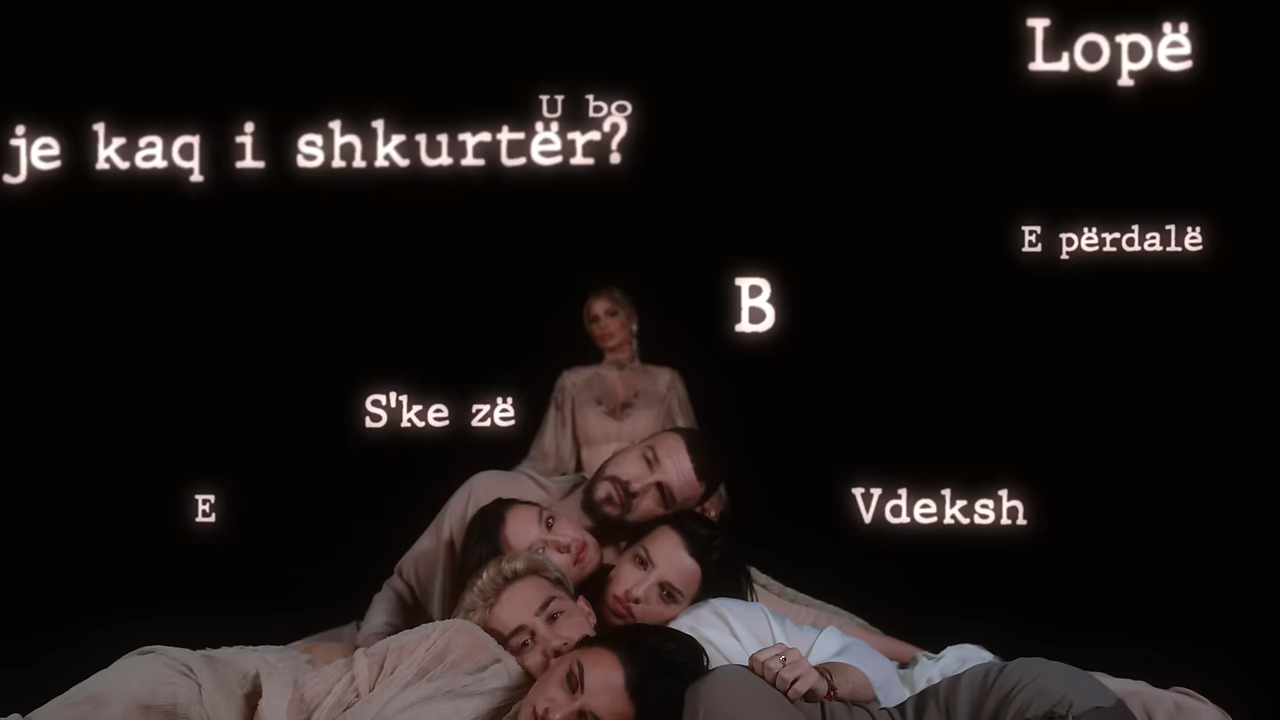 Lopë
U bo
je kaq i shkurtër?
E përdalë
B
S'ke zë
E
Vdeksh